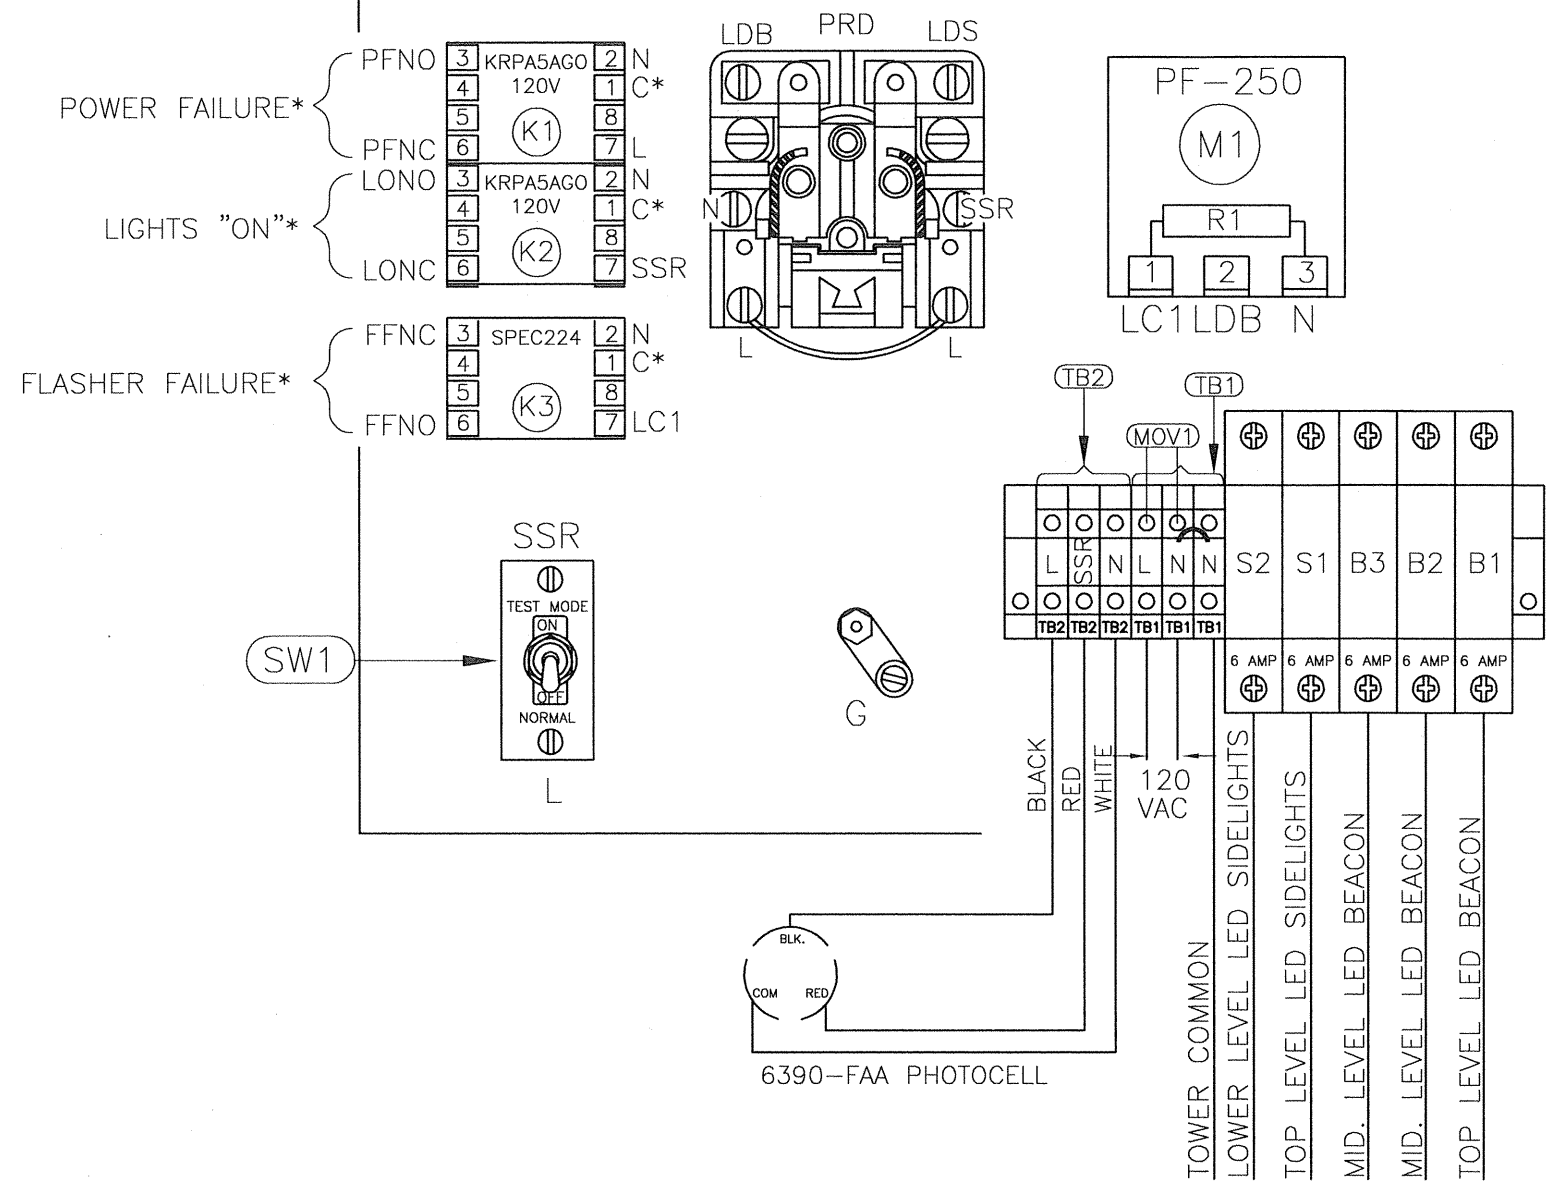 POWER FAILURE*
PFNO 3 KRPA5AGO 2 N
4 120V 1 C*
5 K1 8
PFNC 6 7 L
LIGHTS "ON"*
LONO 3 KRPA5AGO 2 N
4 120V 1 C*
5 K2 8
LONC 6 7 SSR
FLASHER FAILURE*
FFNC 3 SPEC224 2 N
4 1 C*
5 K3 8
FFNO 6 7 LC1
LDB PRD LDS
N SSR
L L
PF-250
M1
R1
1 2 3
LC1 LDB N
SSR
TEST MODE
ON
OFF
NORMAL
L
SW1
G
TB2 TB1
MOV1
L SSR N L N N S2 S1 B3 B2 B1
TB2 TB2 TB2 TB1 TB1 TB1
6 AMP 6 AMP 6 AMP 6 AMP 6 AMP
BLACK
RED
WHITE
120
VAC
TOWER COMMON
LOWER LEVEL LED SIDELIGHTS
TOP LEVEL LED SIDELIGHTS
MID. LEVEL LED BEACON
MID. LEVEL LED BEACON
TOP LEVEL LED BEACON
BLK.
COM RED
6390-FAA PHOTOCELL